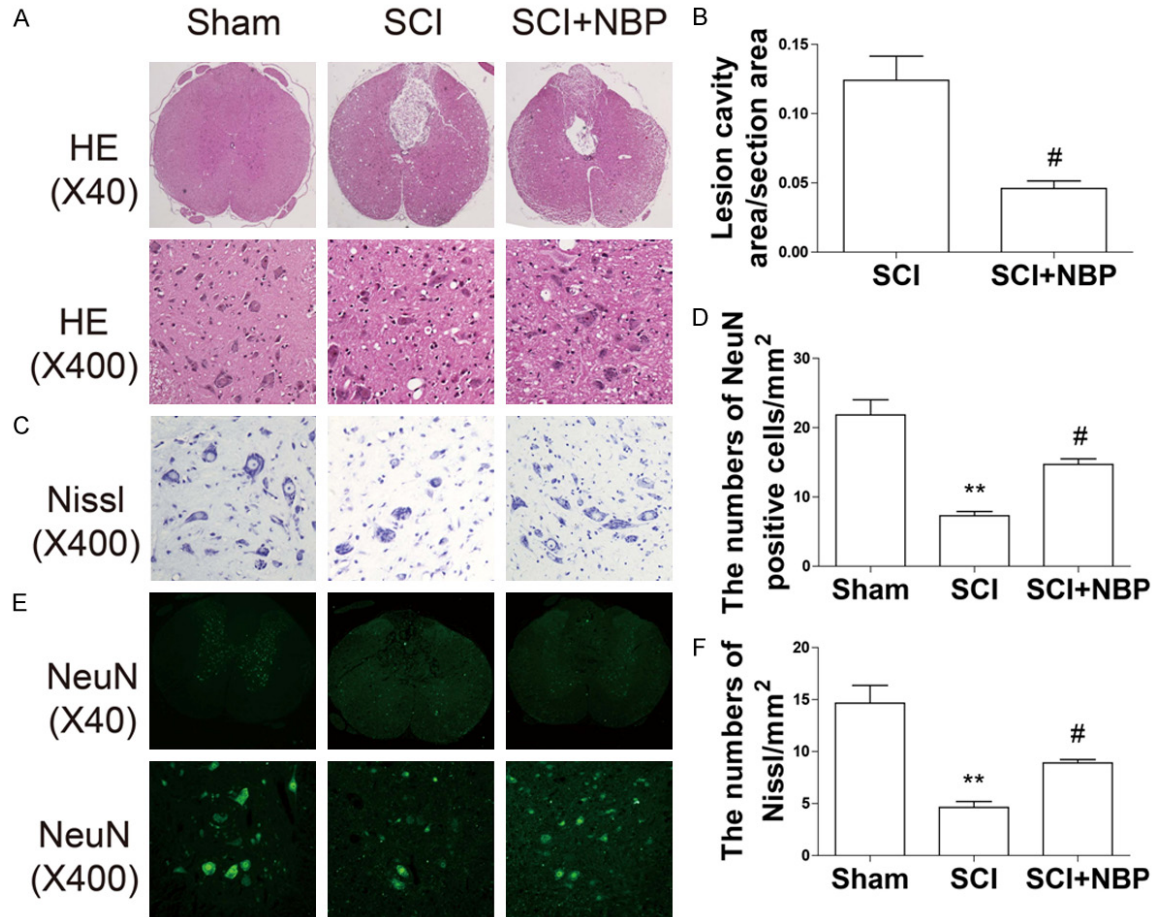 A
Sham
SCI
SCI+NBP
HE
(X40)
HE
(X400)
C
Nissl
(X400)
E
NeuN
(X40)
NeuN
(X400)
B
Lesion cavity
area/section area
0.15
0.10
0.05
0.00
#
SCI
SCI+NBP
D
The numbers of NeuN
positive cells/mm²
30
20
10
0
**
#
Sham
SCI
SCI+NBP
F
The numbers of
Nissl/mm²
20
15
10
5
0
**
#
Sham
SCI
SCI+NBP